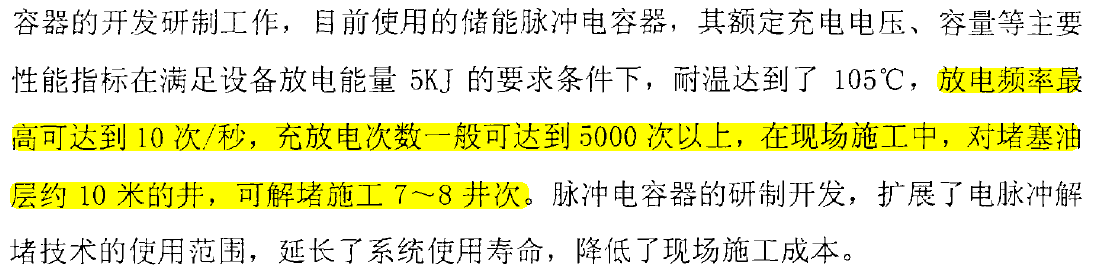 容器的开发研制工作，目前使用的储能脉冲电容器，其额定充电电压、容量等主要
性能指标在满足设备放电能量 5KJ 的要求条件下，耐温达到了 105℃，放电频率最
高可达到 10 次/秒，充放电次数一般可达到 5000 次以上，在现场施工中，对堵塞油
层约 10 米的井，可解堵施工 7～8 井次。脉冲电容器的研制开发，扩展了电脉冲解
堵技术的使用范围，延长了系统使用寿命，降低了现场施工成本。